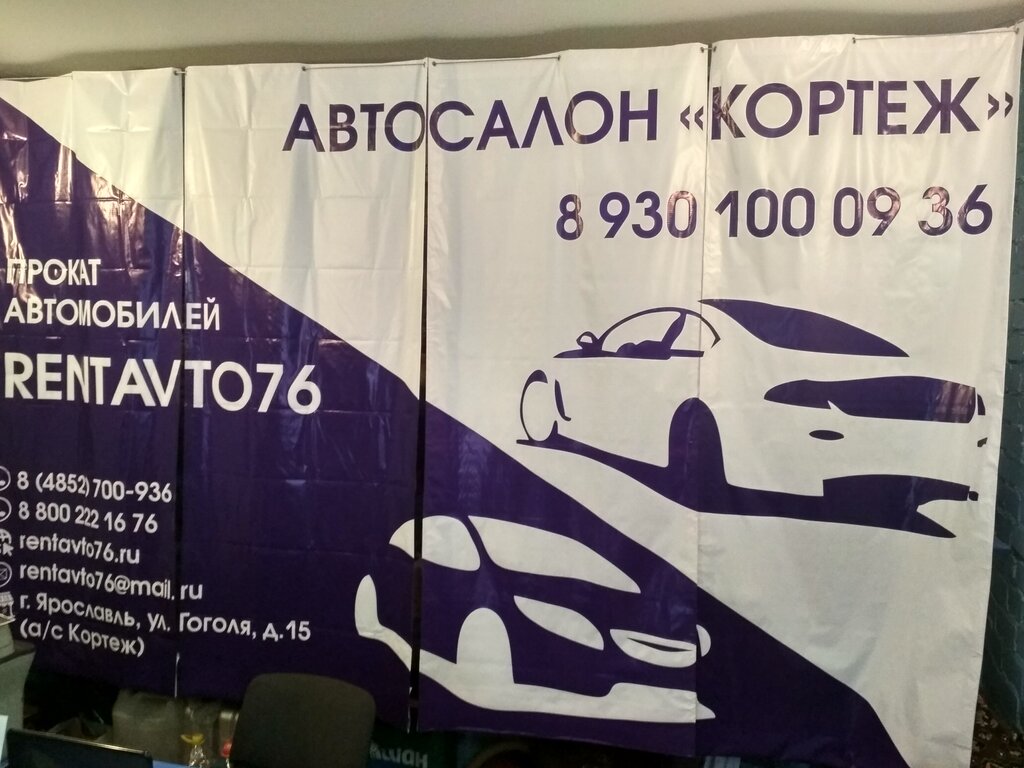 АВТОСАЛОН «КОРТЕЖ»
8 930 100 09 36
ПРОКАТ
АВТОМОБИЛЕЙ
RENTAVTO76
8 (4852) 700-936
8 800 222 16 76
rentavto76.ru
rentavto76@mail.ru
г. Ярославль, ул. Гоголя, д.15
(а/с Кортеж)